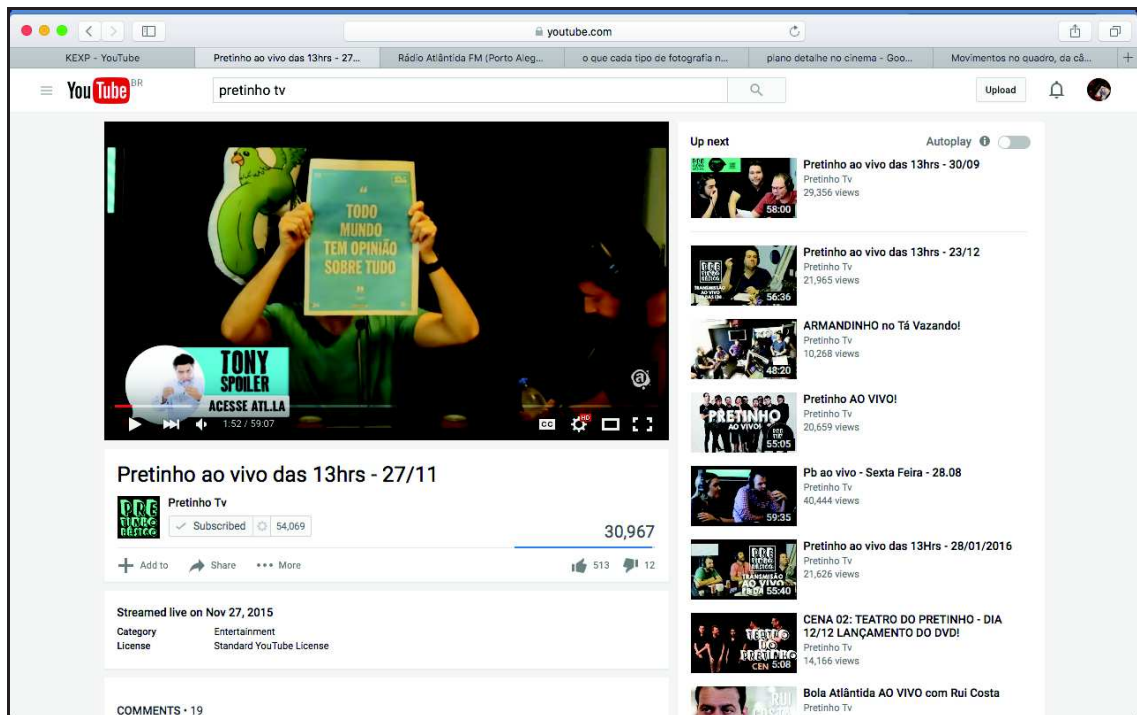 youtube.com
KEXP - YouTube
Pretinho ao vivo das 13hrs - 27...
Rádio Atlântida FM (Porto Aleg...
o que cada tipo de fotografia n...
plano detalhe no cinema - Goo...
Movimentos no quadro, da câ...
YouTube BR
pretinho tv
Upload
“
TODO
MUNDO
TEM OPINIÃO
SOBRE TUDO
”
TONY
SPOILER
ACESSE ATL.LA
1:52 / 59:07
CC
HD
Pretinho ao vivo das 13hrs - 27/11
PRE
TINHO
BÁSICO
Pretinho Tv
Subscribed
54,069
30,967
Add to
Share
More
513
12
Streamed live on Nov 27, 2015
Category
Entertainment
License
Standard YouTube License
COMMENTS • 19
Up next
Autoplay
58:00
Pretinho ao vivo das 13hrs - 30/09
Pretinho Tv
29,356 views
56:36
Pretinho ao vivo das 13hrs - 23/12
Pretinho Tv
21,965 views
48:20
ARMANDINHO no Tá Vazando!
Pretinho Tv
10,268 views
PRETINHO
AO VIVO!
55:05
Pretinho AO VIVO!
Pretinho Tv
20,659 views
59:35
Pb ao vivo - Sexta Feira - 28.08
Pretinho Tv
40,444 views
TRANSMISSÃO
AO VIVO
55:40
Pretinho ao vivo das 13Hrs - 28/01/2016
Pretinho Tv
21,626 views
TEATRO
DO
PRETINHO
CEN
5:08
CENA 02: TEATRO DO PRETINHO - DIA
12/12 LANÇAMENTO DO DVD!
Pretinho Tv
14,166 views
RUI
COSTA
Bola Atlântida AO VIVO com Rui Costa
Pretinho Tv